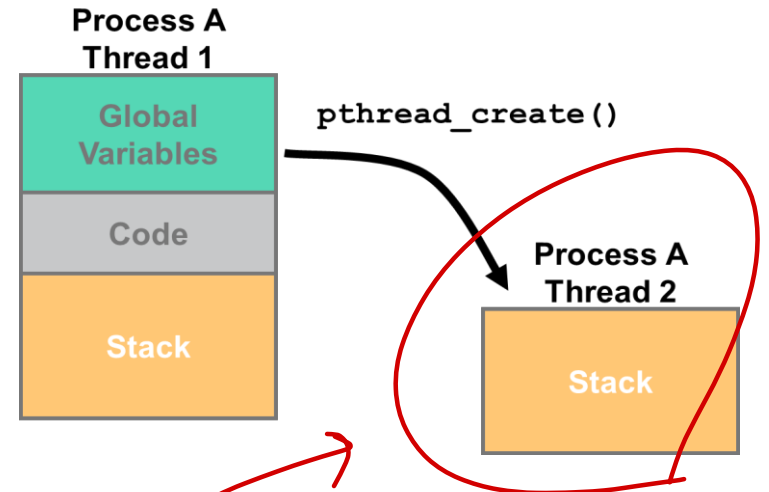 Process A
Thread 1
Global
Variables
Code
Stack
pthread_create()
Process A
Thread 2
Stack